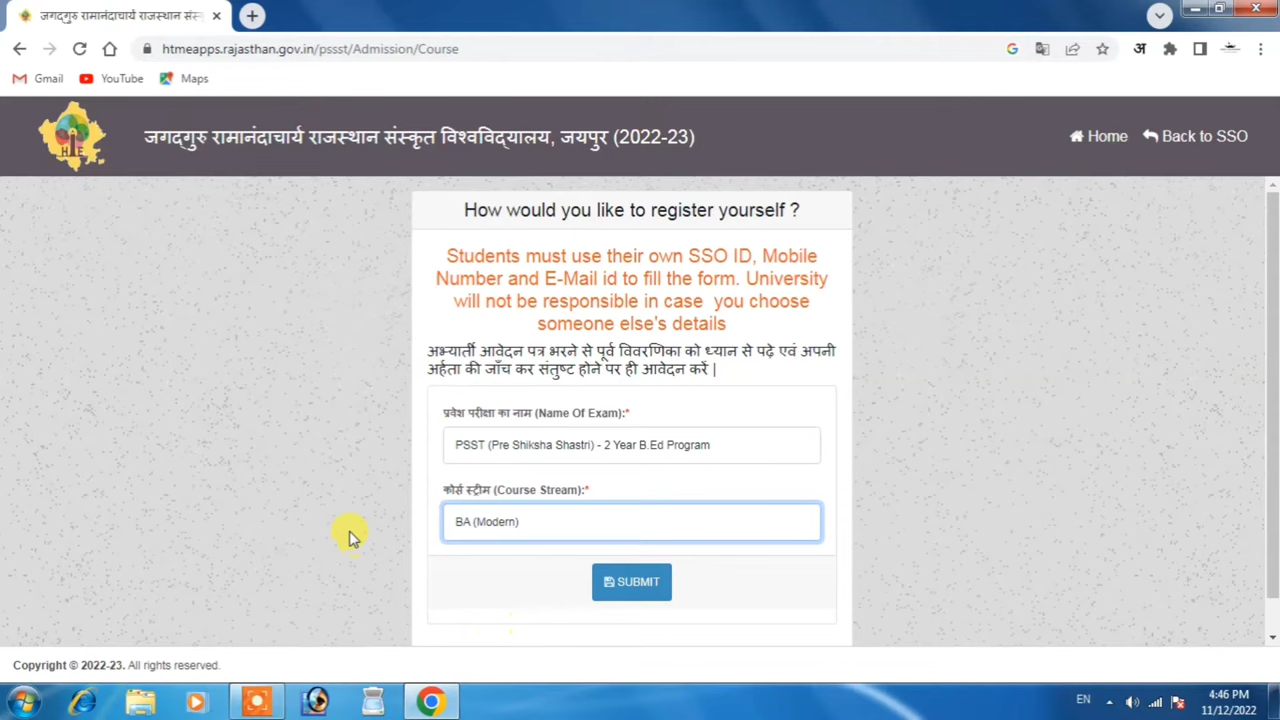 जगद्गुरु रामानंदाचार्य राजस्थान संस्
htmeapps.rajasthan.gov.in/pssst/Admission/Course
Gmail YouTube Maps
जगद्गुरु रामानंदाचार्य राजस्थान संस्कृत विश्वविद्यालय, जयपुर (2022-23)
Home Back to SSO
How would you like to register yourself ?
Students must use their own SSO ID, Mobile
Number and E-Mail id to fill the form. University
will not be responsible in case you choose
someone else's details
अभ्यार्ती आवेदन पत्र भरने से पूर्व विवरणिका को ध्यान से पढ़े एवं अपनी
अर्हता की जाँच कर संतुष्ट होने पर ही आवेदन करें |
प्रवेश परीक्षा का नाम (Name Of Exam):*
PSST (Pre Shiksha Shastri) - 2 Year B.Ed Program
कोर्स स्ट्रीम (Course Stream):*
BA (Modern)
SUBMIT
Copyright © 2022-23. All rights reserved.
EN
4:46 PM
11/12/2022